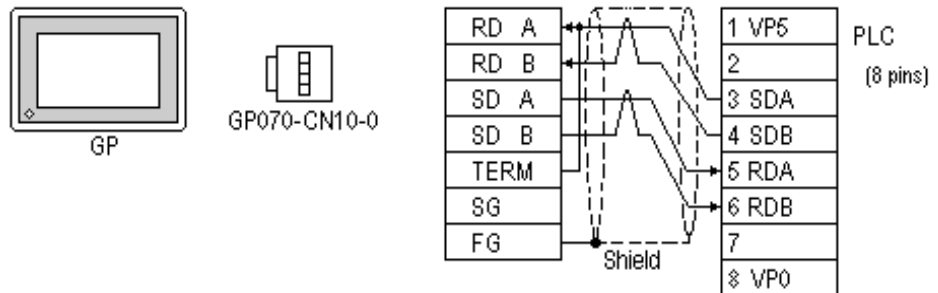 GP
GP070-CN10-0
RD A
RD B
SD A
SD B
TERM
SG
FG
Shield
1 VP5
2
3 SDA
4 SDB
5 RDA
6 RDB
7
8 VP0
PLC
(8 pins)